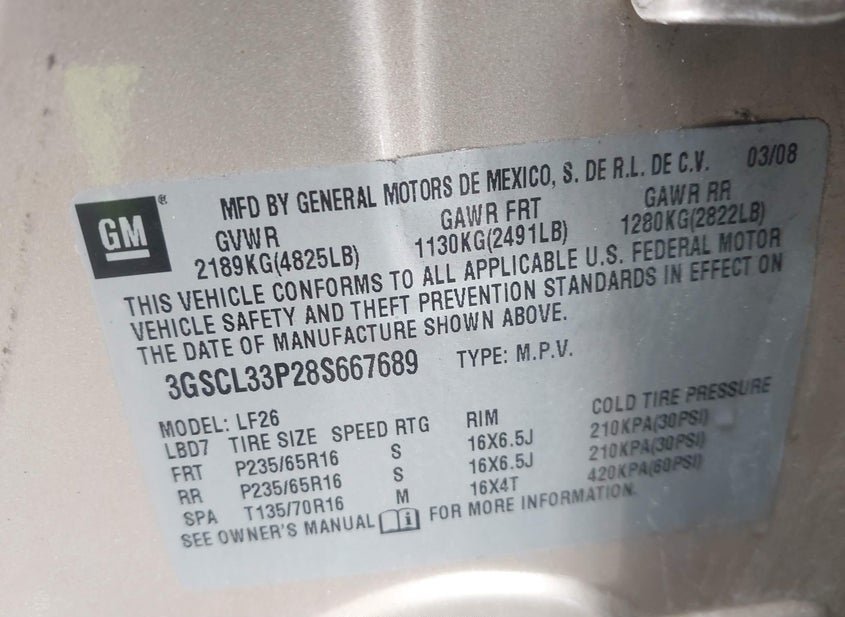 MFD BY GENERAL MOTORS DE MEXICO, S. DE R.L. DE C.V. 03/08
GM®
GVWR GAWR FRT GAWR RR
2189KG(4825LB) 1130KG(2491LB) 1280KG(2822LB)
THIS VEHICLE CONFORMS TO ALL APPLICABLE U.S. FEDERAL MOTOR
VEHICLE SAFETY AND THEFT PREVENTION STANDARDS IN EFFECT ON
THE DATE OF MANUFACTURE SHOWN ABOVE.
3GSCL33P28S667689 TYPE: M.P.V.
MODEL: LF26
LBD7 TIRE SIZE SPEED RTG RIM COLD TIRE PRESSURE
FRT P235/65R16 S 16X6.5J 210KPA(30PSI)
RR P235/65R16 S 16X6.5J 210KPA(30PSI)
SPA T135/70R16 M 16X4T 420KPA(60PSI)
SEE OWNER'S MANUAL FOR MORE INFORMATION.